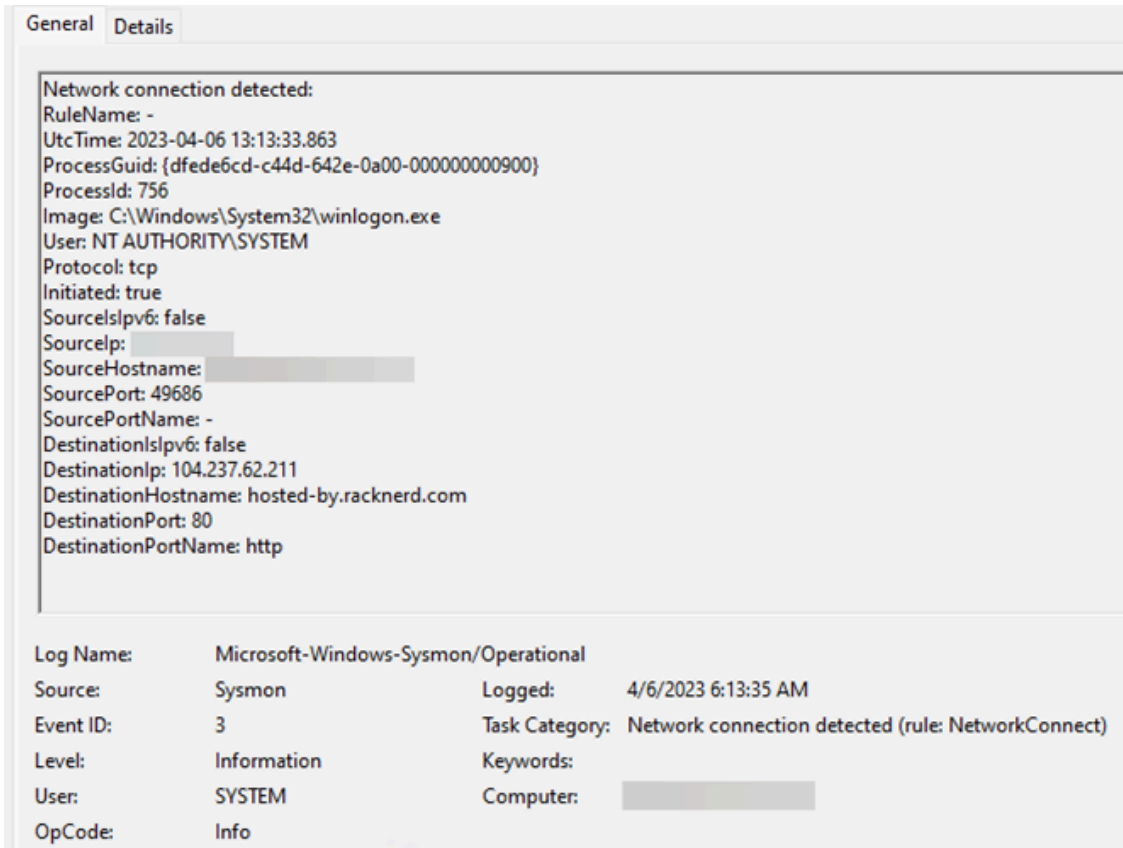 General Details
Network connection detected:
RuleName: -
UtcTime: 2023-04-06 13:13:33.863
ProcessGuid: {dfede6cd-c44d-642e-0a00-000000000900}
ProcessId: 756
Image: C:\Windows\System32\winlogon.exe
User: NT AUTHORITY\SYSTEM
Protocol: tcp
Initiated: true
SourceIsIpv6: false
SourceIp:
SourceHostname:
SourcePort: 49686
SourcePortName: -
DestinationIsIpv6: false
DestinationIp: 104.237.62.211
DestinationHostname: hosted-by.racknerd.com
DestinationPort: 80
DestinationPortName: http
Log Name: Microsoft-Windows-Sysmon/Operational
Source: Sysmon Logged: 4/6/2023 6:13:35 AM
Event ID: 3 Task Category: Network connection detected (rule: NetworkConnect)
Level: Information Keywords:
User: SYSTEM Computer:
OpCode: Info